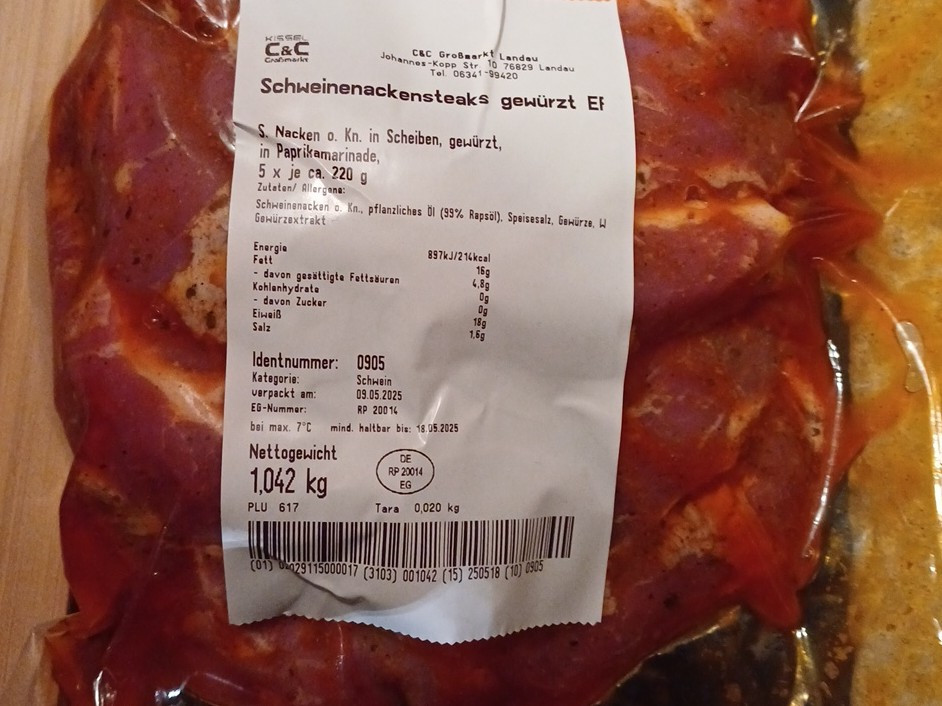 KISSEL
C&C
Großmarkt
C&C Großmarkt Landau
Johannes-Kopp Str. 10 76829 Landau
Tel. 06341-99420
Schweinenackensteaks gewürzt
S. Nacken o. Kn. in Scheiben, gewürzt,
in Paprikamarinade,
5 x je ca. 220 g
Zutaten/ Allergene:
Schweinenacken o. Kn., pflanzliches Öl (99% Rapsöl), Speisesalz, Gewürze,
Gewürzextrakt
Energie 897kJ/214kcal
Fett 16g
- davon gesättigte Fettsäuren 4,8g
Kohlenhydrate 0g
- davon Zucker 0g
Eiweiß 18g
Salz 1,6g
Identnummer: 0905
Kategorie: Schwein
verpackt am: 09.05.2025
EG-Nummer: RP 20014
bei max. 7°C mind. haltbar bis: 18.05.2025
Nettogewicht
1,042 kg
DE
RP 20014
EG
PLU 617 Tara 0,020 kg
(01) (3103) 001042 (15) 250518 (10) 0905